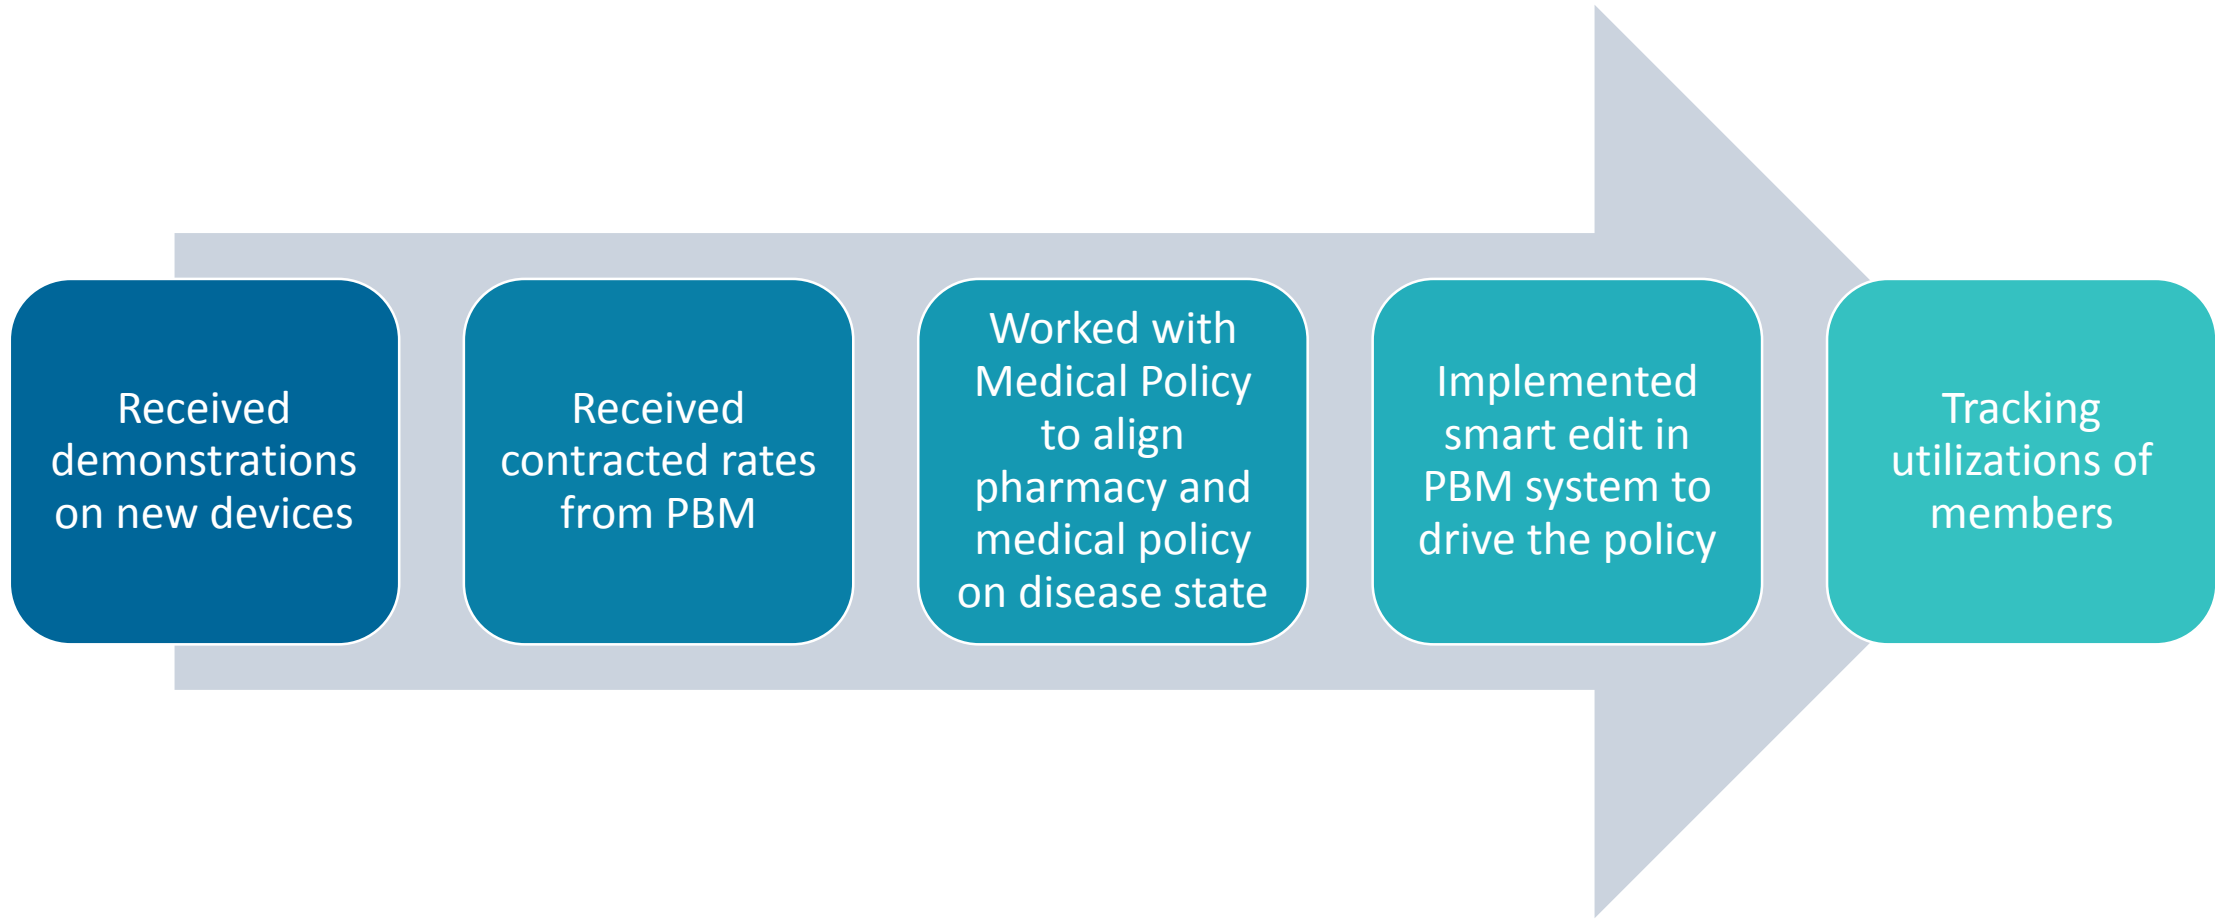 Received
demonstrations
on new devices
Received
contracted rates
from PBM
Worked with
Medical Policy
to align
pharmacy and
medical policy
on disease state
Implemented
smart edit in
PBM system to
drive the policy
Tracking
utilizations of
members